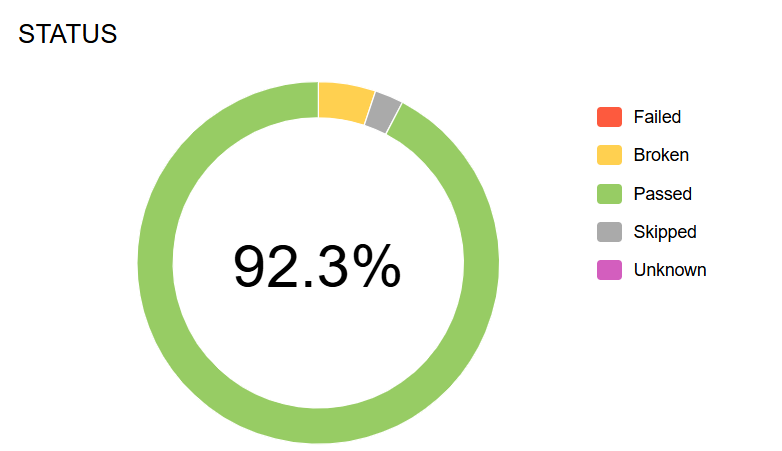 STATUS
92.3%
Failed
Broken
Passed
Skipped
Unknown